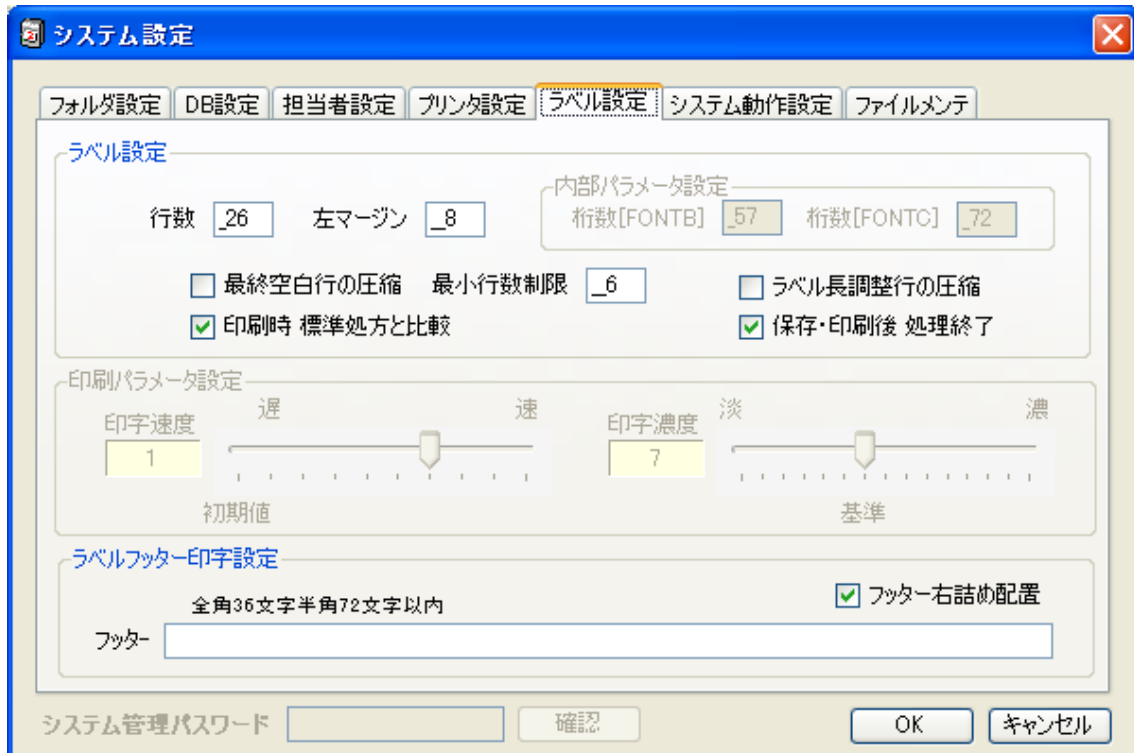 システム設定
フォルダ設定 DB設定 担当者設定 プリンタ設定 ラベル設定 システム動作設定 ファイルメンテ
ラベル設定
内部パラメータ設定
行数 _26 左マージン __8 桁数[FONTB] _57 桁数[FONTC] _72
最終空白行の圧縮 最小行数制限 __6 ラベル長調整行の圧縮
印刷時 標準処方と比較 保存・印刷後 処理終了
印刷パラメータ設定
遅 速 淡 濃
印字速度 印字濃度
1 7
初期値 基準
ラベルフッター印字設定
全角36文字半角72文字以内 フッター右詰め配置
フッター
システム管理パスワード 確認 OK キャンセル